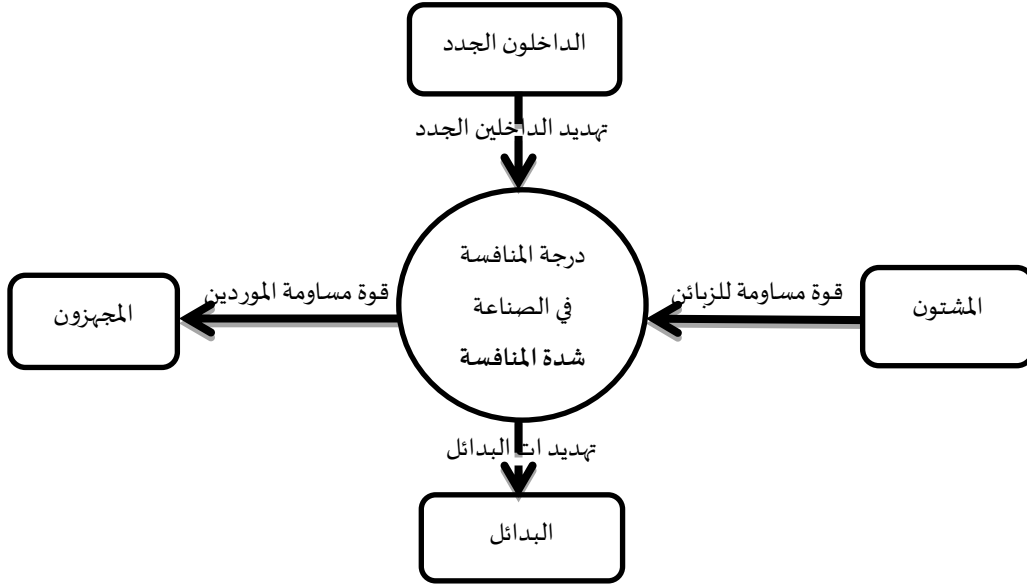 الداخلون الجدد
تهديد الداخلين الجدد
درجة المنافسة
في الصناعة
شدة المنافسة
المشتون
قوة مساومة للزبائن
قوة مساومة الموردين
المجهزون
تهديد ات البدائل
البدائل